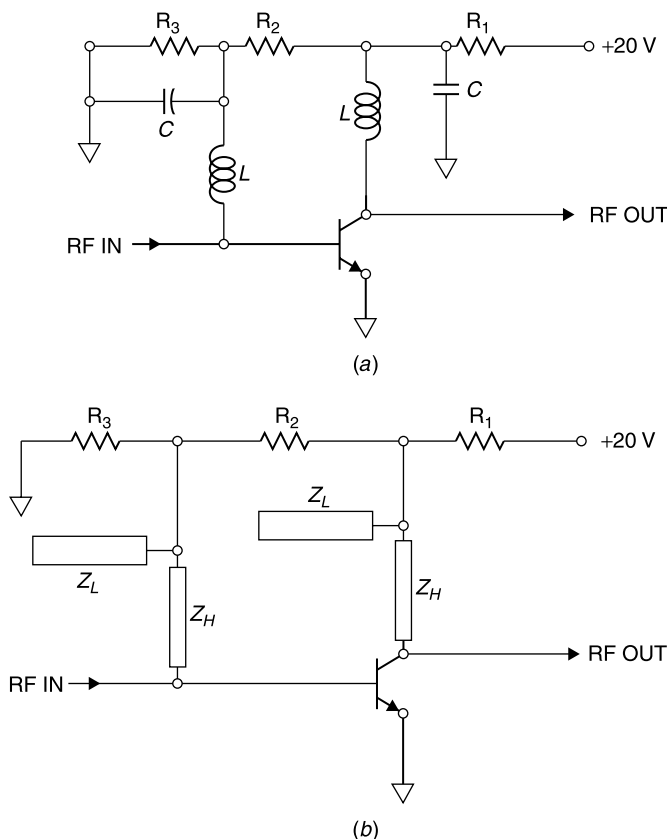 R3 R2 R1
+20 V
C L L C
RF IN RF OUT
(a)
R3 R2 R1
+20 V
ZL
ZL ZH ZH
RF IN RF OUT
(b)